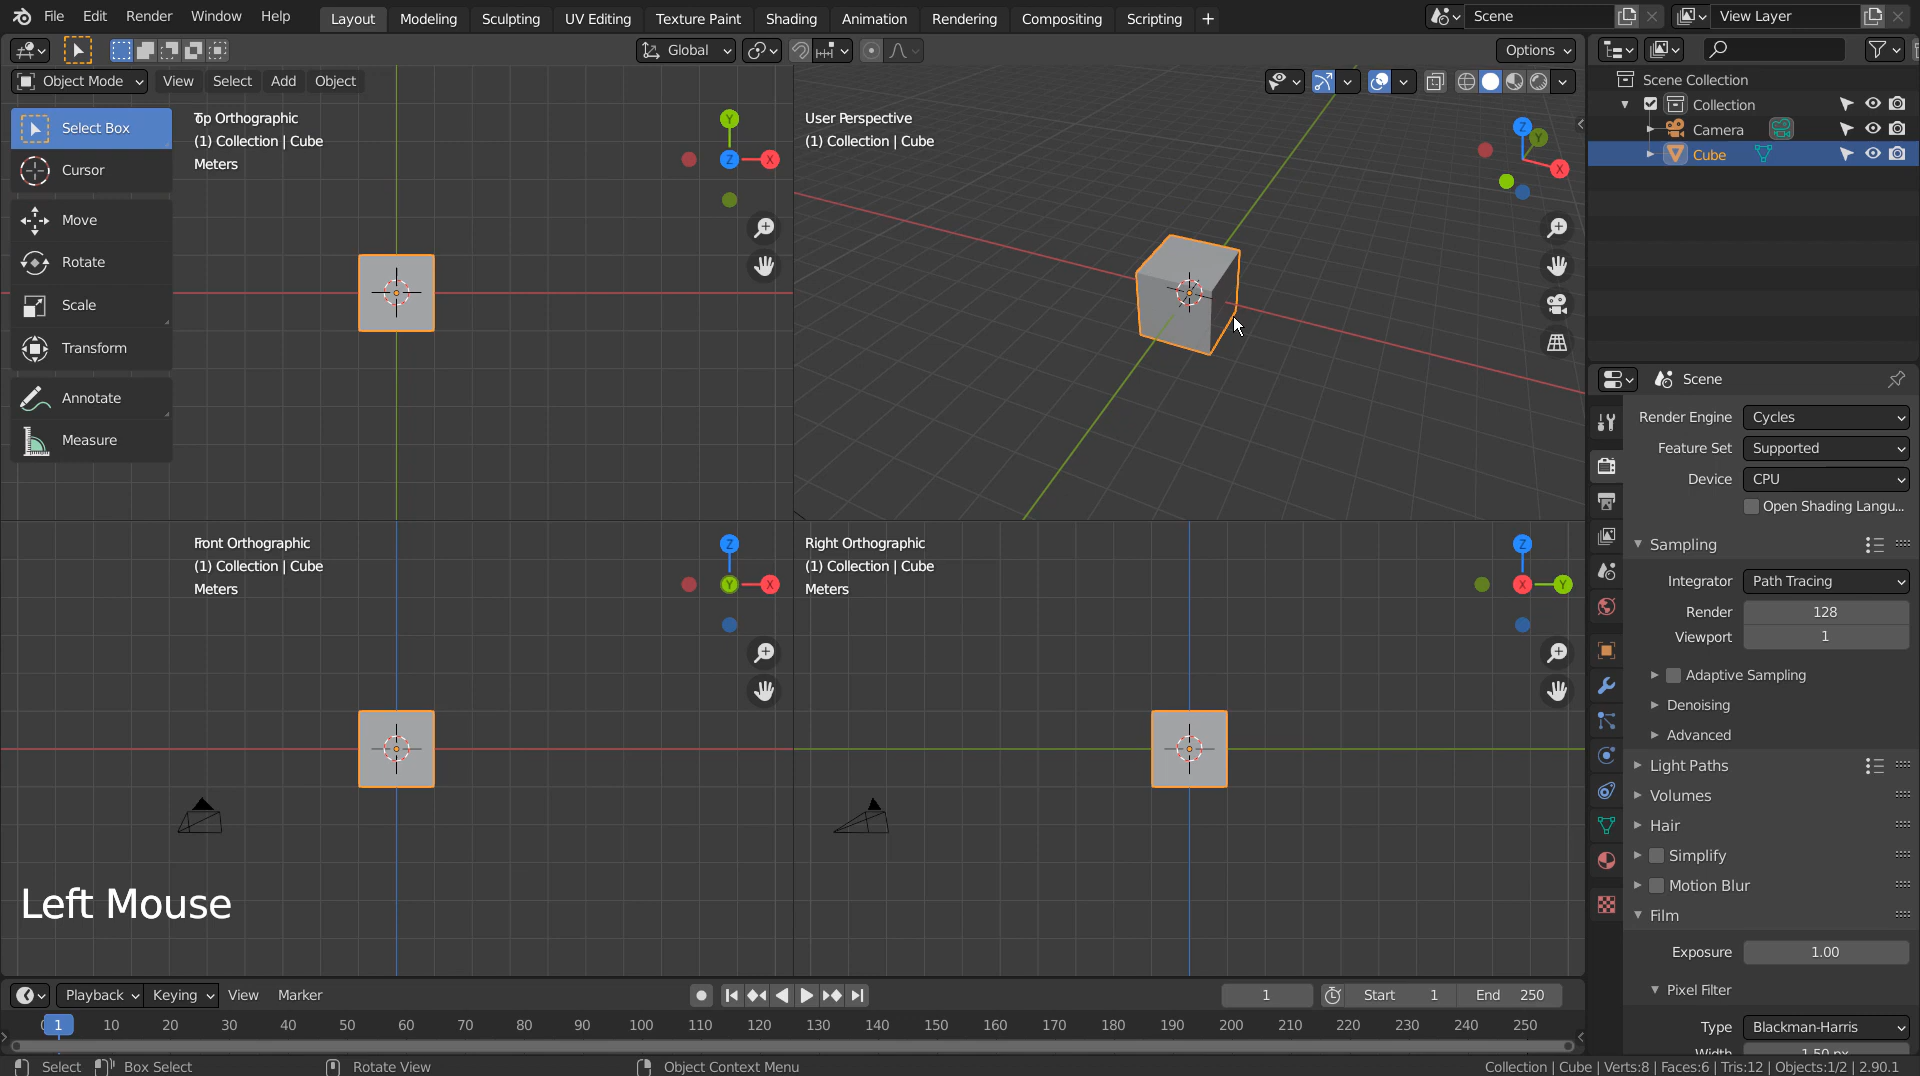 File Edit Render Window Help Layout Modeling Sculpting UV Editing Texture Paint Shading Animation Rendering Compositing Scripting + Scene View Layer
Global Options
Object Mode View Select Add Object
Select Box
Cursor
Move
Rotate
Scale
Transform
Annotate
Measure
Top Orthographic
(1) Collection | Cube
Meters
Y
Z
X
User Perspective
(1) Collection | Cube
Z
Y
X
Front Orthographic
(1) Collection | Cube
Meters
Z
Y
X
Right Orthographic
(1) Collection | Cube
Meters
Z
X
Y
Left Mouse
Scene Collection
Collection
Camera
Cube
Scene
Render Engine Cycles
Feature Set Supported
Device CPU
Open Shading Langu...
Sampling
Integrator Path Tracing
Render 128
Viewport 1
Adaptive Sampling
Denoising
Advanced
Light Paths
Volumes
Hair
Simplify
Motion Blur
Film
Exposure 1.00
Pixel Filter
Type Blackman-Harris
Width 1.50 px
Playback Keying View Marker 1 Start 1 End 250
1 10 20 30 40 50 60 70 80 90 100 110 120 130 140 150 160 170 180 190 200 210 220 230 240 250
Select Box Select Rotate View Object Context Menu Collection | Cube | Verts:8 | Faces:6 | Tris:12 | Objects:1/2 | 2.90.1